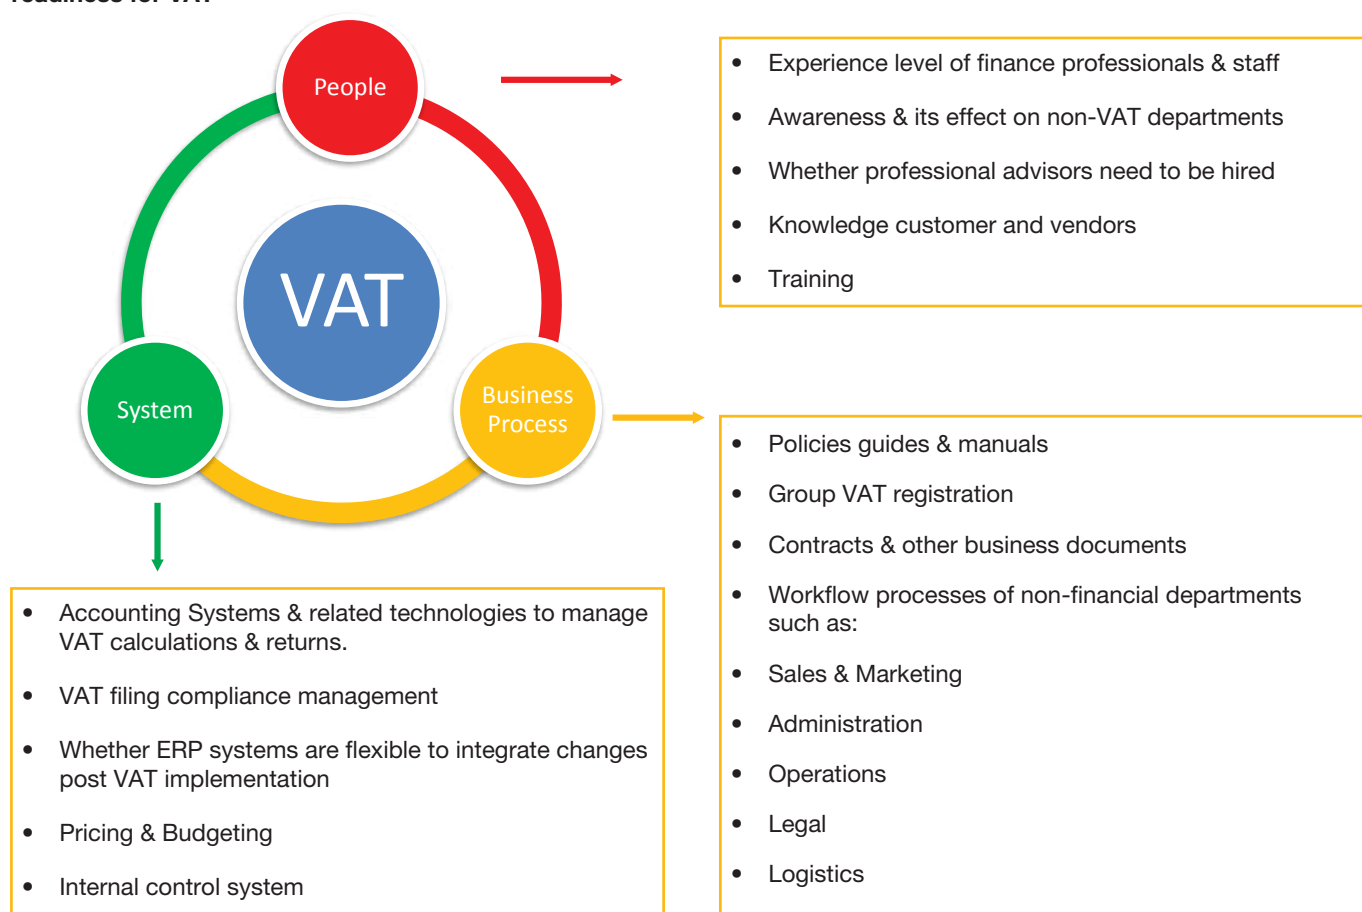 readiness for VAT
People
VAT
System
Business
Process
• Experience level of finance professionals & staff
• Awareness & its effect on non-VAT departments
• Whether professional advisors need to be hired
• Knowledge customer and vendors
• Training
• Policies guides & manuals
• Group VAT registration
• Contracts & other business documents
• Workflow processes of non-financial departments
such as:
• Sales & Marketing
• Administration
• Operations
• Legal
• Logistics
• Accounting Systems & related technologies to manage
VAT calculations & returns.
• VAT filing compliance management
• Whether ERP systems are flexible to integrate changes
post VAT implementation
• Pricing & Budgeting
• Internal control system